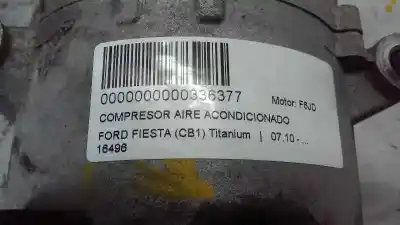 0000000000336377 Motor: F6JD
COMPRESOR AIRE ACONDICIONADO
FORD FIESTA (CB1) Titanium | 07.10 - ...
16496